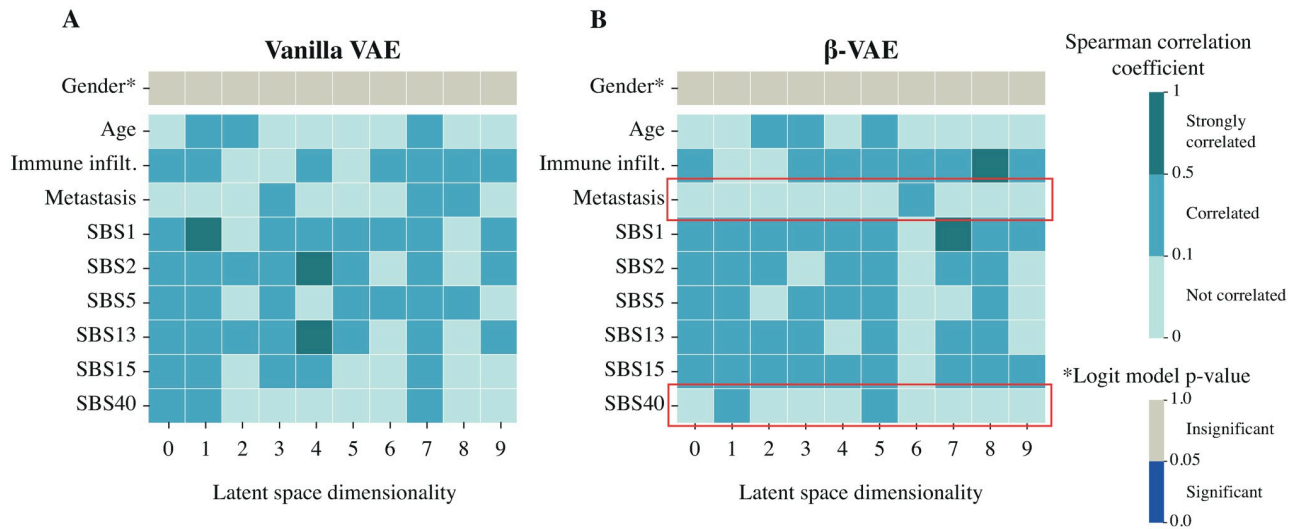 A
Vanilla VAE
Gender*
Age
Immune infilt.
Metastasis
SBS1
SBS2
SBS5
SBS13
SBS15
SBS40
0 1 2 3 4 5 6 7 8 9
Latent space dimensionality
B
β-VAE
Gender*
Age
Immune infilt.
Metastasis
SBS1
SBS2
SBS5
SBS13
SBS15
SBS40
0 1 2 3 4 5 6 7 8 9
Latent space dimensionality
Spearman correlation
coefficient
1
Strongly
correlated
0.5
Correlated
0.1
Not correlated
0
*Logit model p-value
1.0
Insignificant
0.05
Significant
0.0